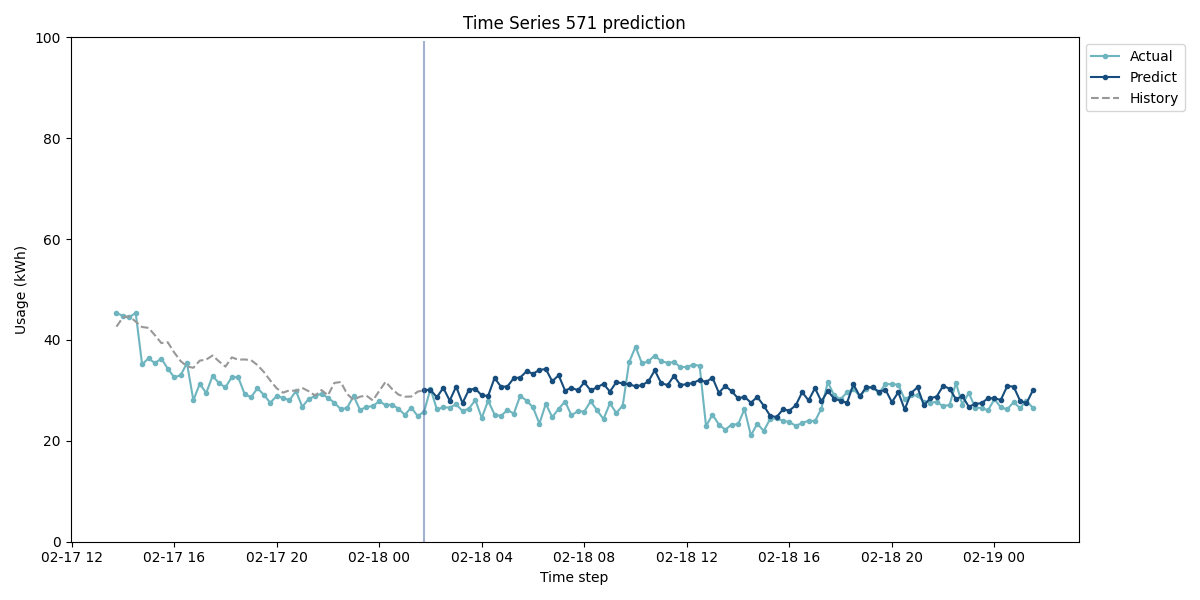 Time Series 571 prediction
Usage (kWh)
100
80
60
40
20
0
02-17 12
02-17 16
02-17 20
02-18 00
02-18 04
02-18 08
02-18 12
02-18 16
02-18 20
02-19 00
Time step
Actual
Predict
History